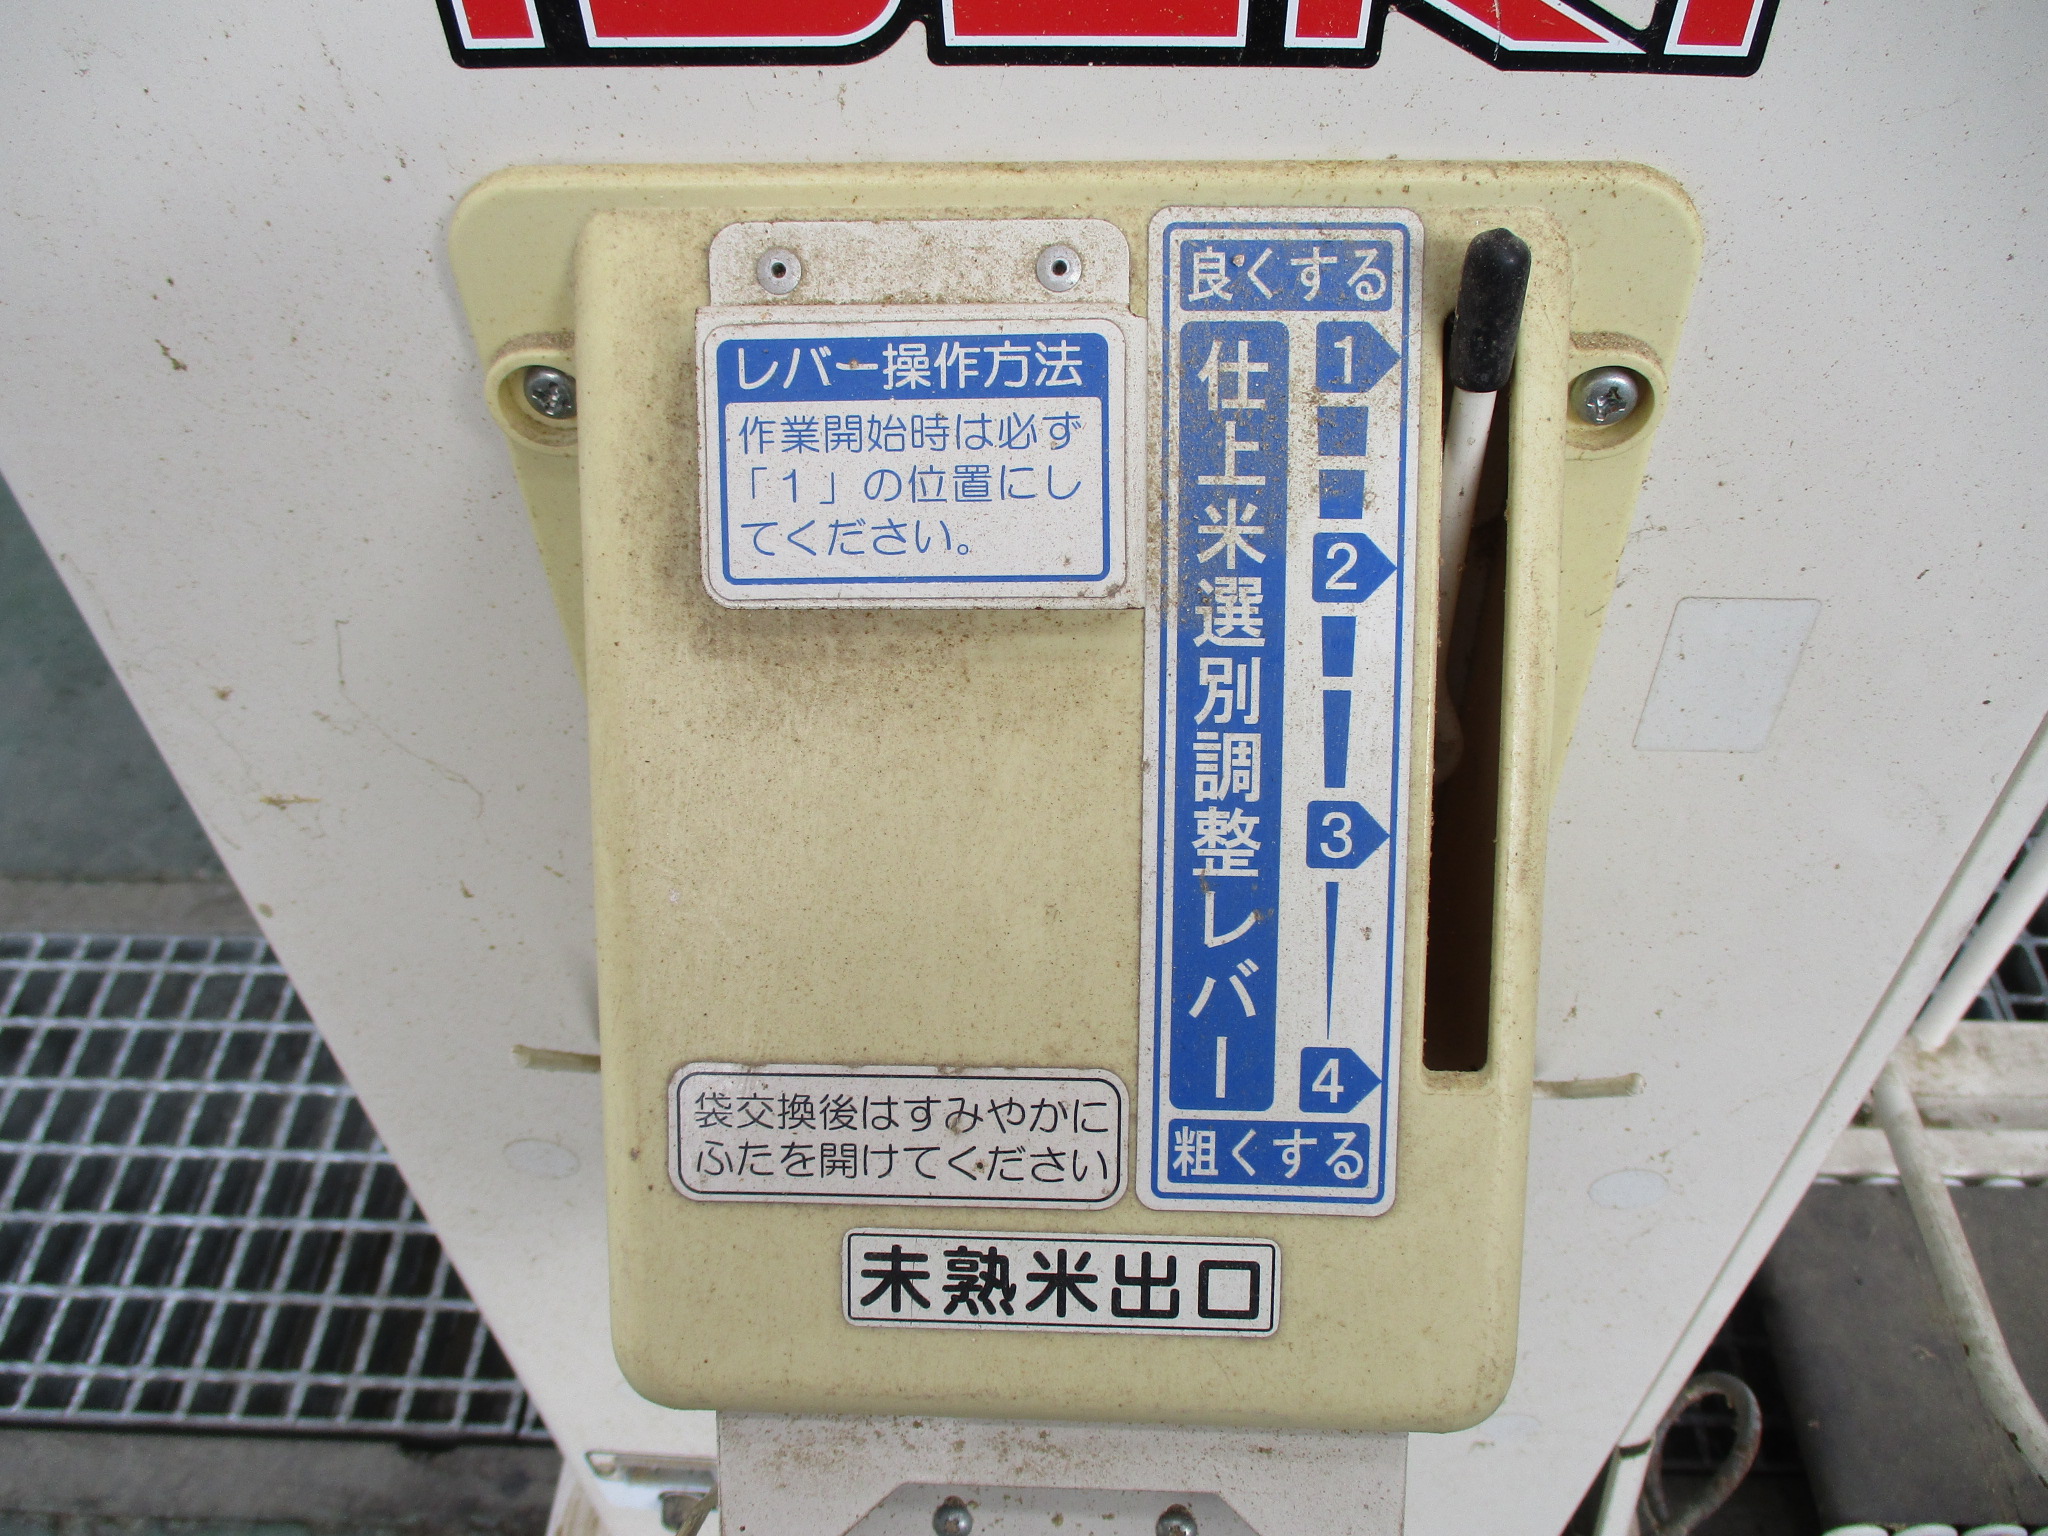 ISEKI
良くする
仕上米選別調整レバー
1
2
3
4
粗くする
レバー操作方法
作業開始時は必ず
「1」の位置にし
てください。
袋交換後はすみやかに
ふたを開けてください
未熟米出口